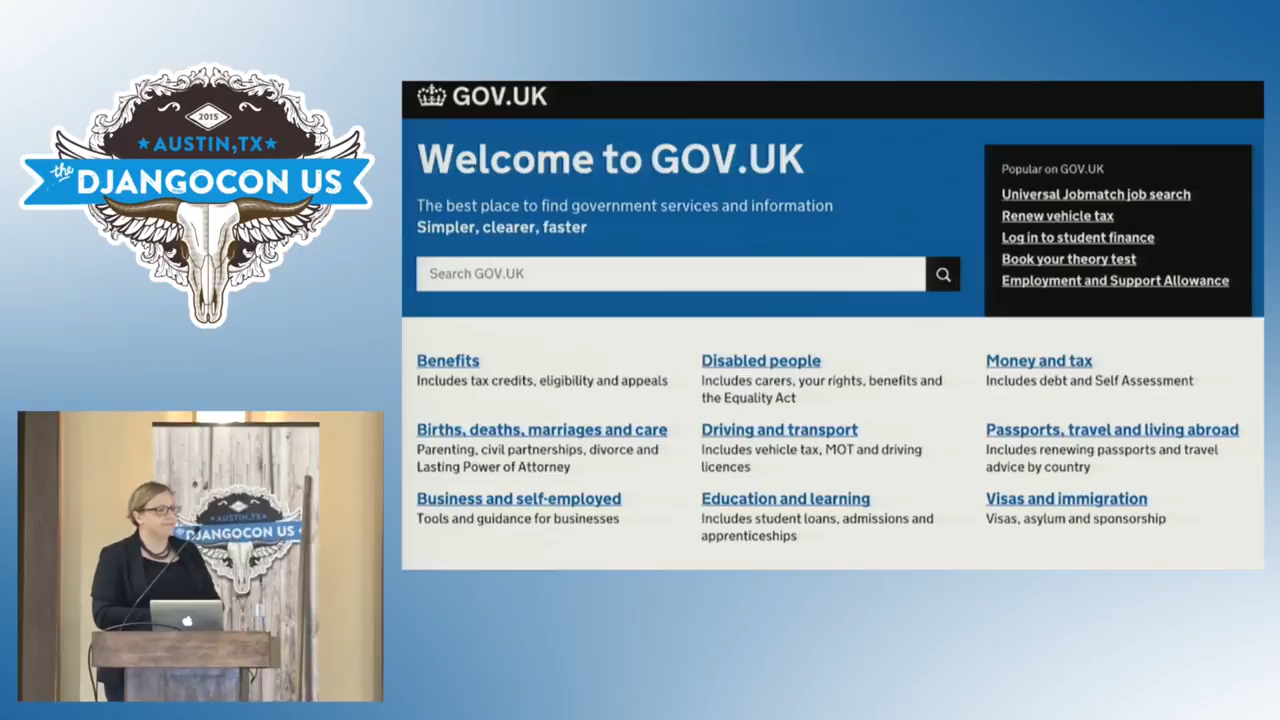 2015
AUSTIN, TX
the
DJANGOCON US
GOV.UK
Welcome to GOV.UK
The best place to find government services and information
Simpler, clearer, faster
Search GOV.UK
Popular on GOV.UK
Universal Jobmatch job search
Renew vehicle tax
Log in to student finance
Book your theory test
Employment and Support Allowance
Benefits
Includes tax credits, eligibility and appeals
Disabled people
Includes carers, your rights, benefits and
the Equality Act
Money and tax
Includes debt and Self Assessment
Births, deaths, marriages and care
Parenting, civil partnerships, divorce and
Lasting Power of Attorney
Driving and transport
Includes vehicle tax, MOT and driving
licences
Passports, travel and living abroad
Includes renewing passports and travel
advice by country
Business and self-employed
Tools and guidance for businesses
Education and learning
Includes student loans, admissions and
apprenticeships
Visas and immigration
Visas, asylum and sponsorship
AUSTIN, TX
DJANGOCON US